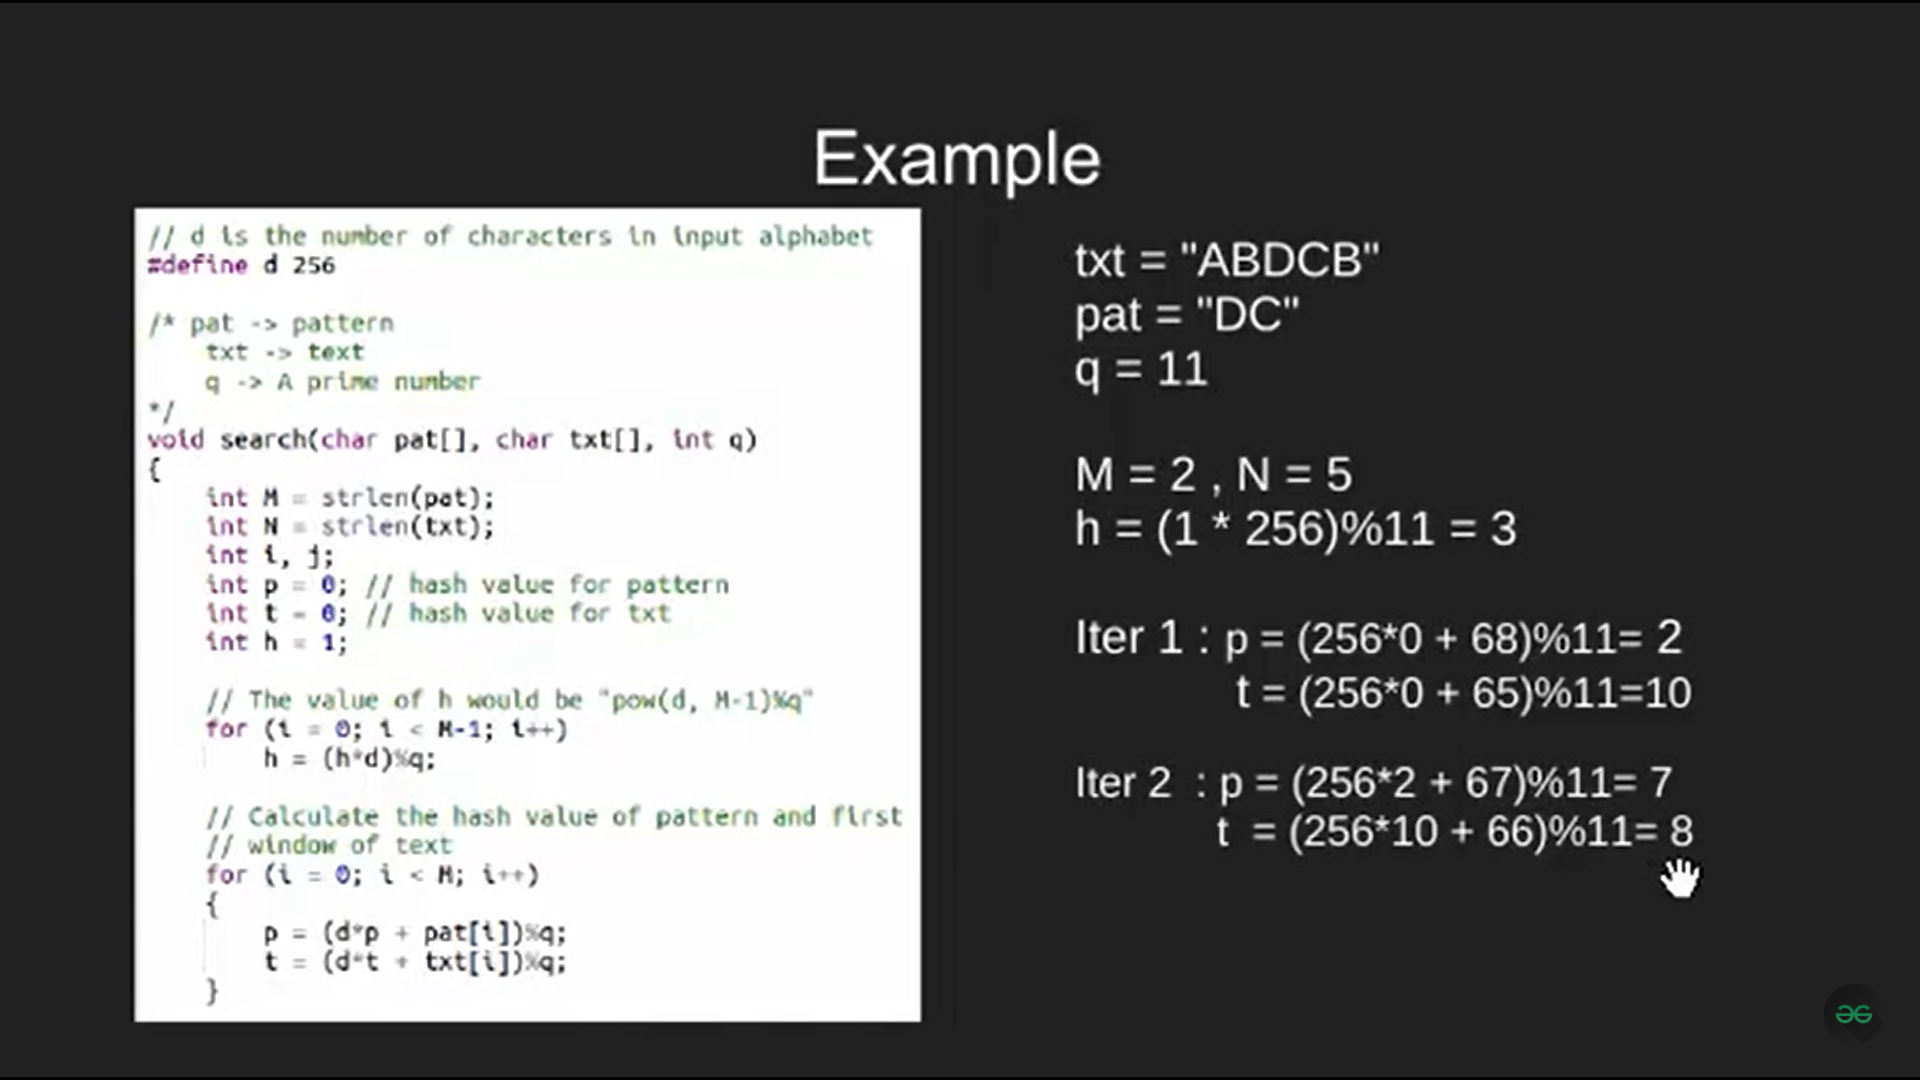 Example
// d is the number of characters in input alphabet
#define d 256
/* pat -> pattern
txt -> text
q -> A prime number
*/
void search(char pat[], char txt[], int q)
{
int M = strlen(pat);
int N = strlen(txt);
int i, j;
int p = 0; // hash value for pattern
int t = 0; // hash value for txt
int h = 1;
// The value of h would be "pow(d, M-1)%q"
for (i = 0; i < M-1; i++)
h = (h*d)%q;
// Calculate the hash value of pattern and first
// window of text
for (i = 0; i < M; i++)
{
p = (d*p + pat[i])%q;
t = (d*t + txt[i])%q;
}
txt = "ABDCB"
pat = "DC"
q = 11
M = 2 , N = 5
h = (1 * 256)%11 = 3
Iter 1 : p = (256*0 + 68)%11= 2
t = (256*0 + 65)%11=10
Iter 2 : p = (256*2 + 67)%11= 7
t = (256*10 + 66)%11= 8